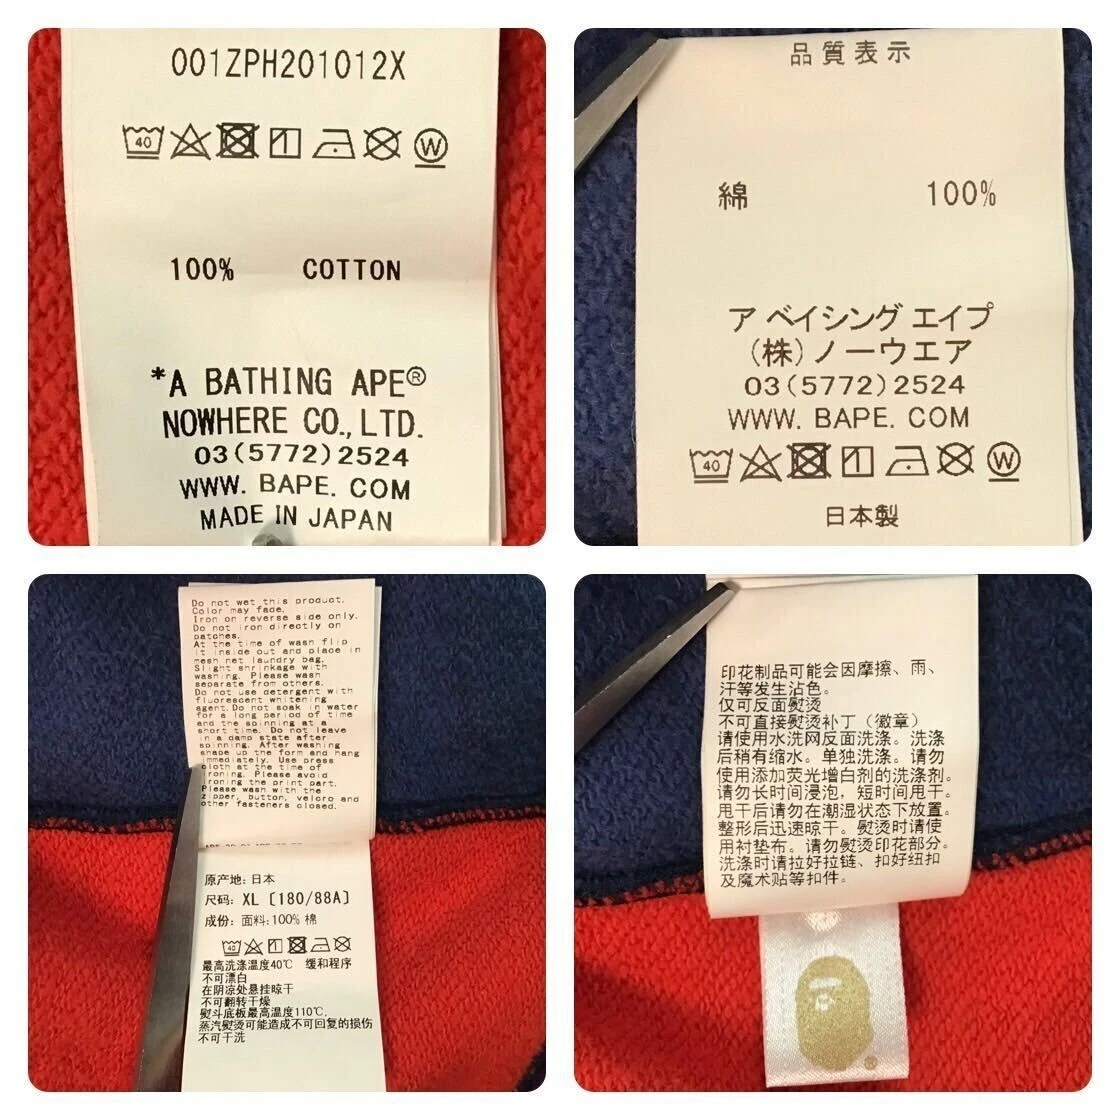 001ZPH201012X
40 W
100% COTTON
*A BATHING APE®
NOWHERE CO., LTD.
03(5772)2524
WWW. BAPE. COM
MADE IN JAPAN
品質表示
綿 100%
ア ベイシング エイプ
(株)ノーウエア
03(5772)2524
WWW. BAPE. COM
40 W
日本製
Do not wet this product.
Color may fade.
Iron on reverse side only.
Do not iron directly on
patches.
At the time of wash flip
it inside out and place in
mesh net laundry bag.
Slight shrinkage with
washing. Please wash
separate from others.
Do not use detergent with
fluorescent whitening
agent. Do not soak in water
for a long period of time
and the spinning at a
short time. Do not leave
in a damp state after
spinning. After washing
shape up the form and hang
immediately. Use press
cloth at the time of
ironing. Please avoid
ironing the print part.
Please wash with the
zipper, button, velcro and
other fasteners closed.
原产地: 日本
尺码: XL [180/88A]
成份: 面料:100% 棉
40
最高洗涤温度40℃ 缓和程序
不可漂白
在阴凉处悬挂晾干
不可翻转干燥
熨斗底板最高温度110℃.
蒸汽熨烫可能造成不可回复的损伤
不可干洗
印花制品可能会因摩擦、雨、
汗等发生沾色。
仅可反面熨烫
不可直接熨烫补丁（徽章）
请使用水洗网反面洗涤。洗涤
后稍有缩水。单独洗涤。请勿
使用添加荧光增白剂的洗涤剂。
请勿长时间浸泡，短时间甩干。
甩干后请勿在潮湿状态下放置。
整形后迅速晾干。熨烫时请使
用衬垫布。请勿熨烫印花部分。
洗涤时请拉好拉链、扣好纽扣
及魔术贴等扣件。
®